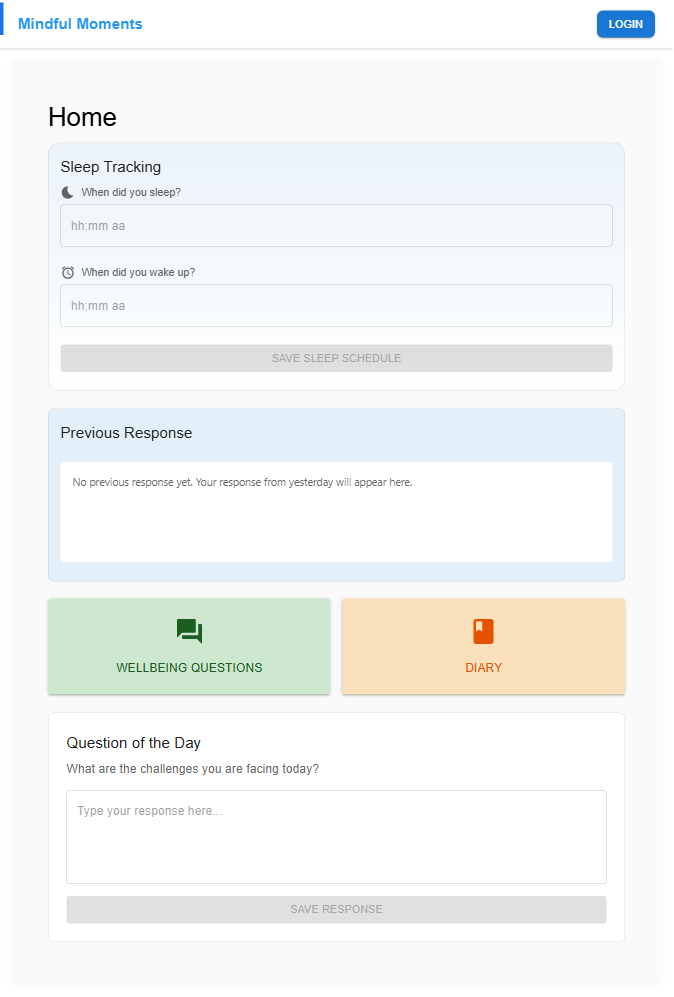 Mindful Moments
LOGIN
Home
Sleep Tracking
When did you sleep?
hh:mm aa
When did you wake up?
hh:mm aa
SAVE SLEEP SCHEDULE
Previous Response
No previous response yet. Your response from yesterday will appear here.
WELLBEING QUESTIONS
DIARY
Question of the Day
What are the challenges you are facing today?
Type your response here...
SAVE RESPONSE